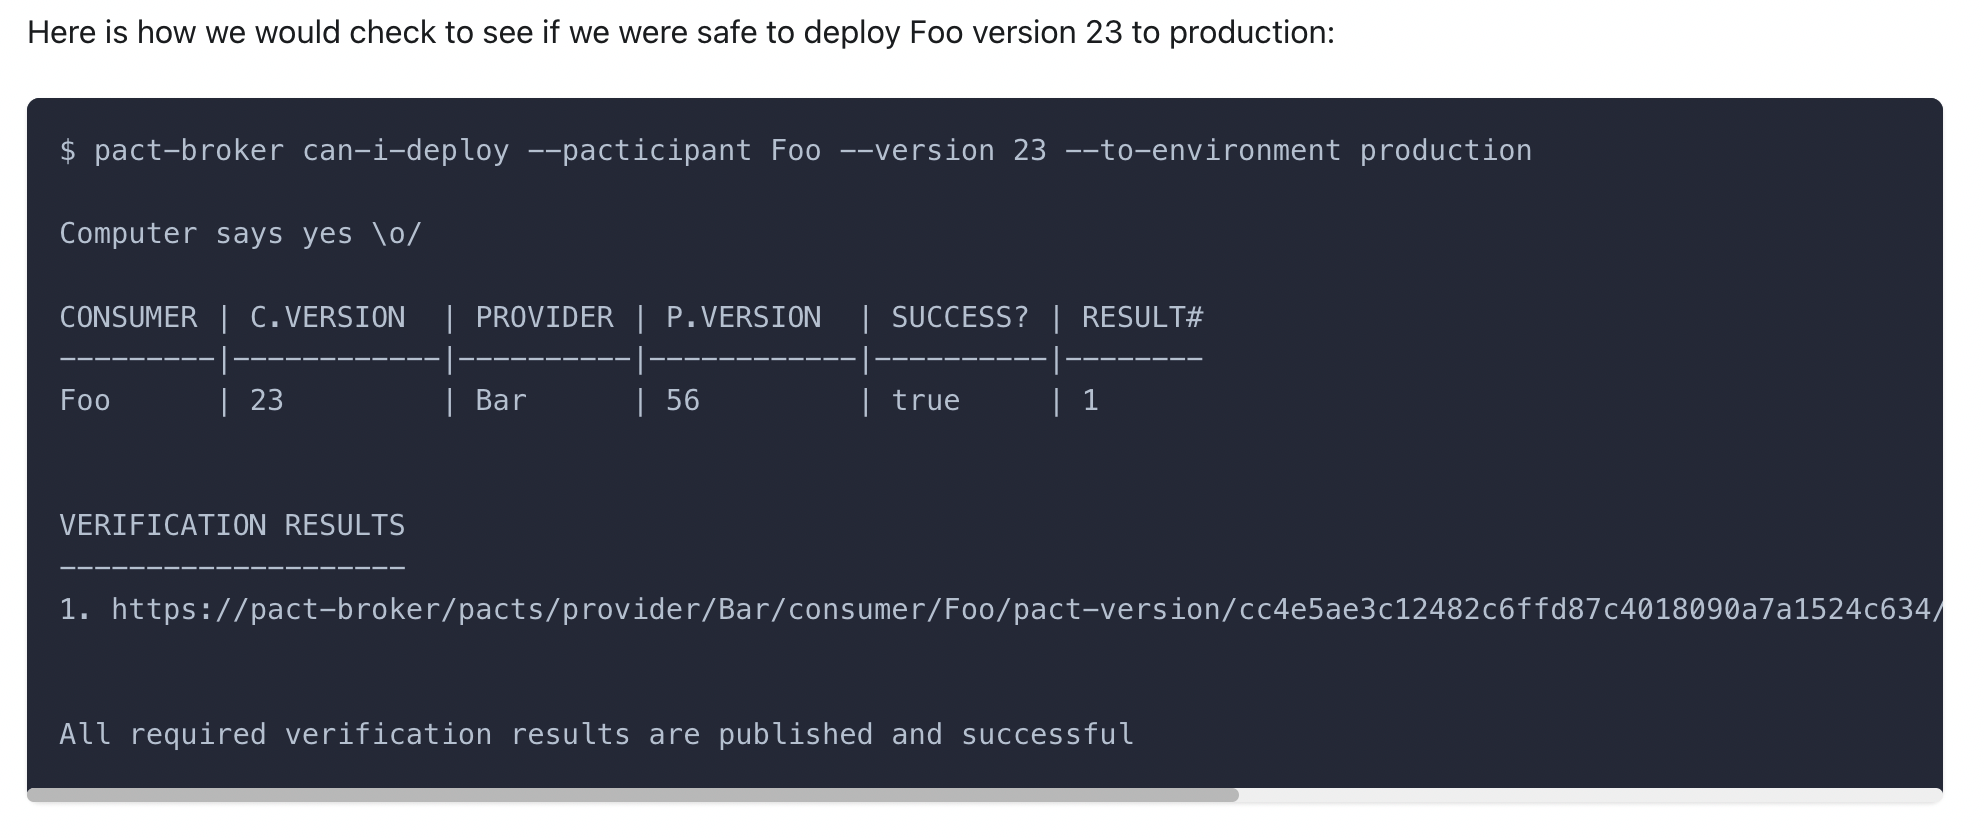 Here is how we would check to see if we were safe to deploy Foo version 23 to production:
$ pact-broker can-i-deploy --pacticipant Foo --version 23 --to-environment production
Computer says yes \o/
CONSUMER | C.VERSION  | PROVIDER | P.VERSION  | SUCCESS? | RESULT#
---------|------------|----------|------------|----------|--------
Foo      | 23         | Bar      | 56         | true     | 1
VERIFICATION RESULTS
--------------------
1. https://pact-broker/pacts/provider/Bar/consumer/Foo/pact-version/cc4e5ae3c12482c6ffd87c4018090a7a1524c634/
All required verification results are published and successful